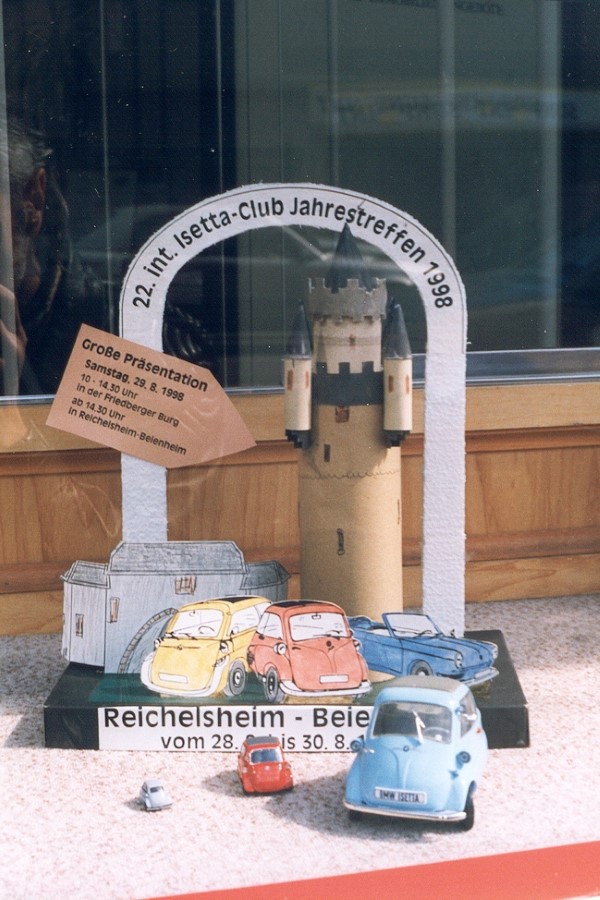 22. int. Isetta-Club Jahrestreffen 1998
Große Präsentation
Samstag, 29. 8. 1998
10 - 14.30 Uhr
in der Friedberger Burg
ab 14.30 Uhr
in Reichelsheim-Beienheim
Reichelsheim - Beie
vom 28. is 30. 8.
BMW ISETTA